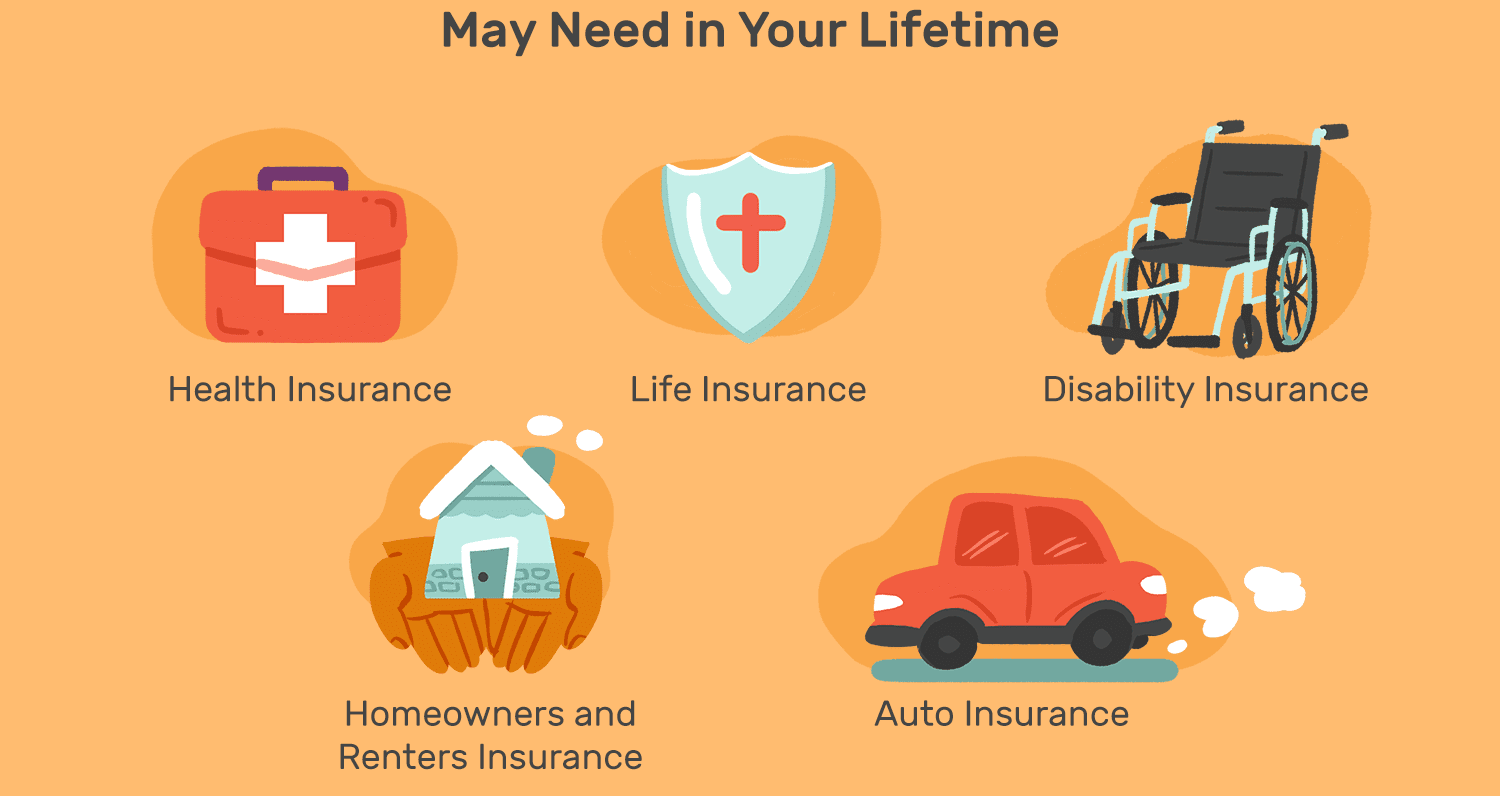 May Need in Your Lifetime
Health Insurance
Life Insurance
Disability Insurance
Homeowners and
Renters Insurance
Auto Insurance